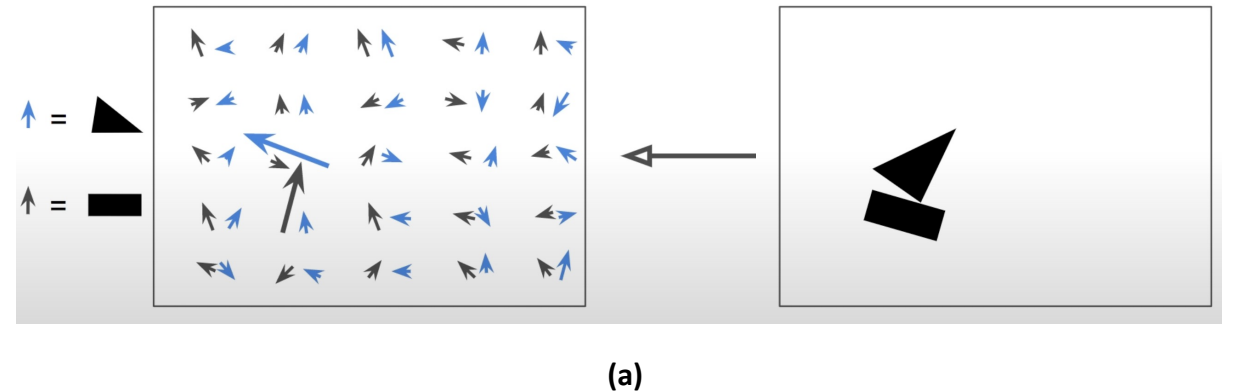 =
=
(a)